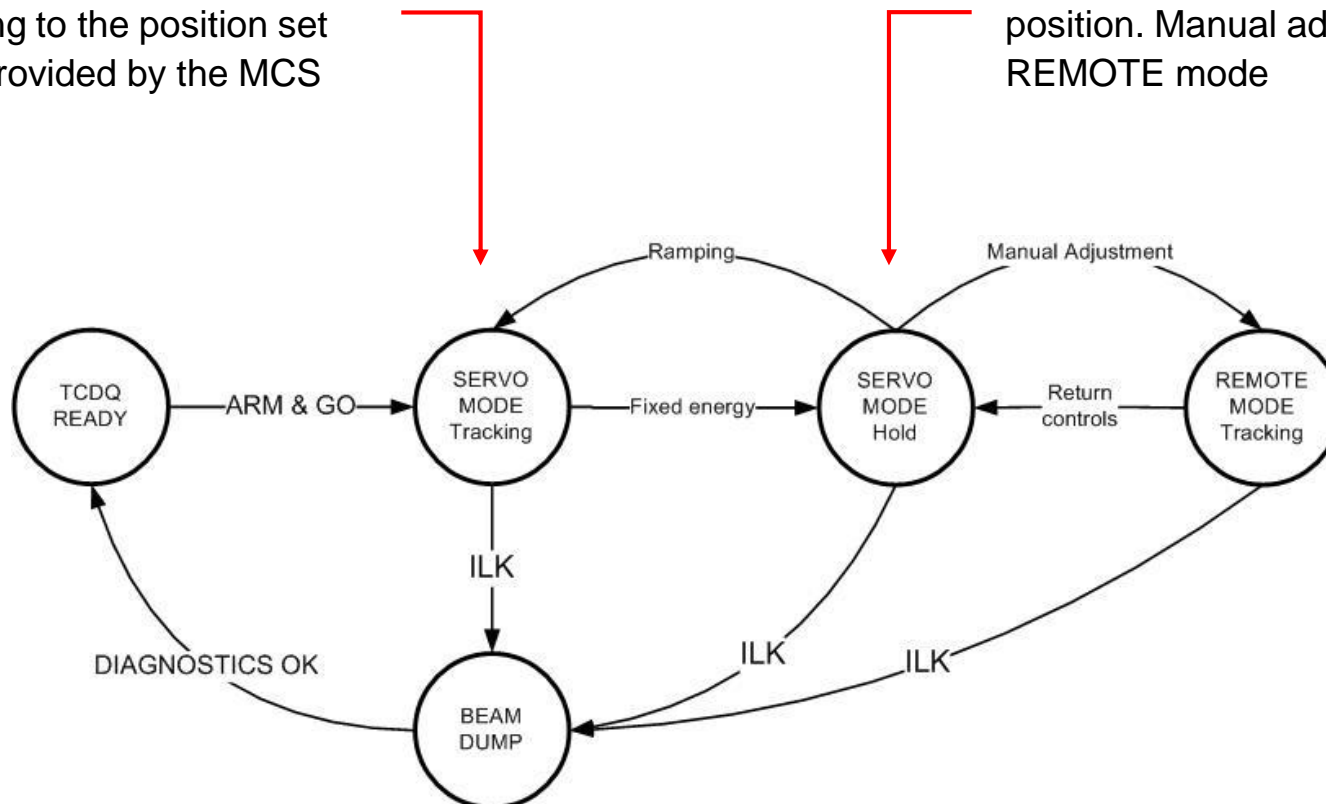 ng to the position set
rovided by the MCS
position. Manual ad
REMOTE mode
Ramping
Manual Adjustment
TCDQ
READY
ARM & GO
SERVO
MODE
Tracking
Fixed energy
SERVO
MODE
Hold
Return
controls
REMOTE
MODE
Tracking
ILK
DIAGNOSTICS OK
ILK
ILK
BEAM
DUMP